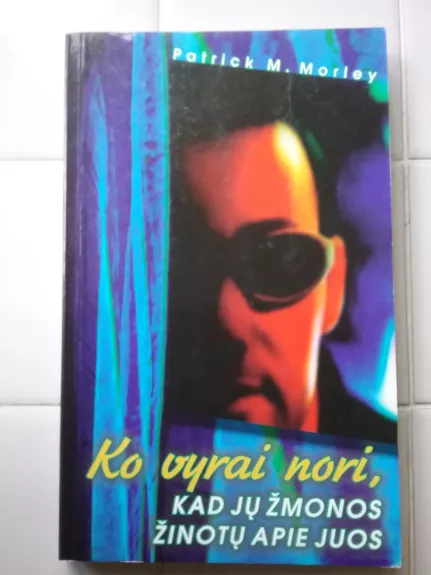 Patrick M. Morley
Ko vyrai nori,
KAD JŲ ŽMONOS
ŽINOTŲ APIE JUOS